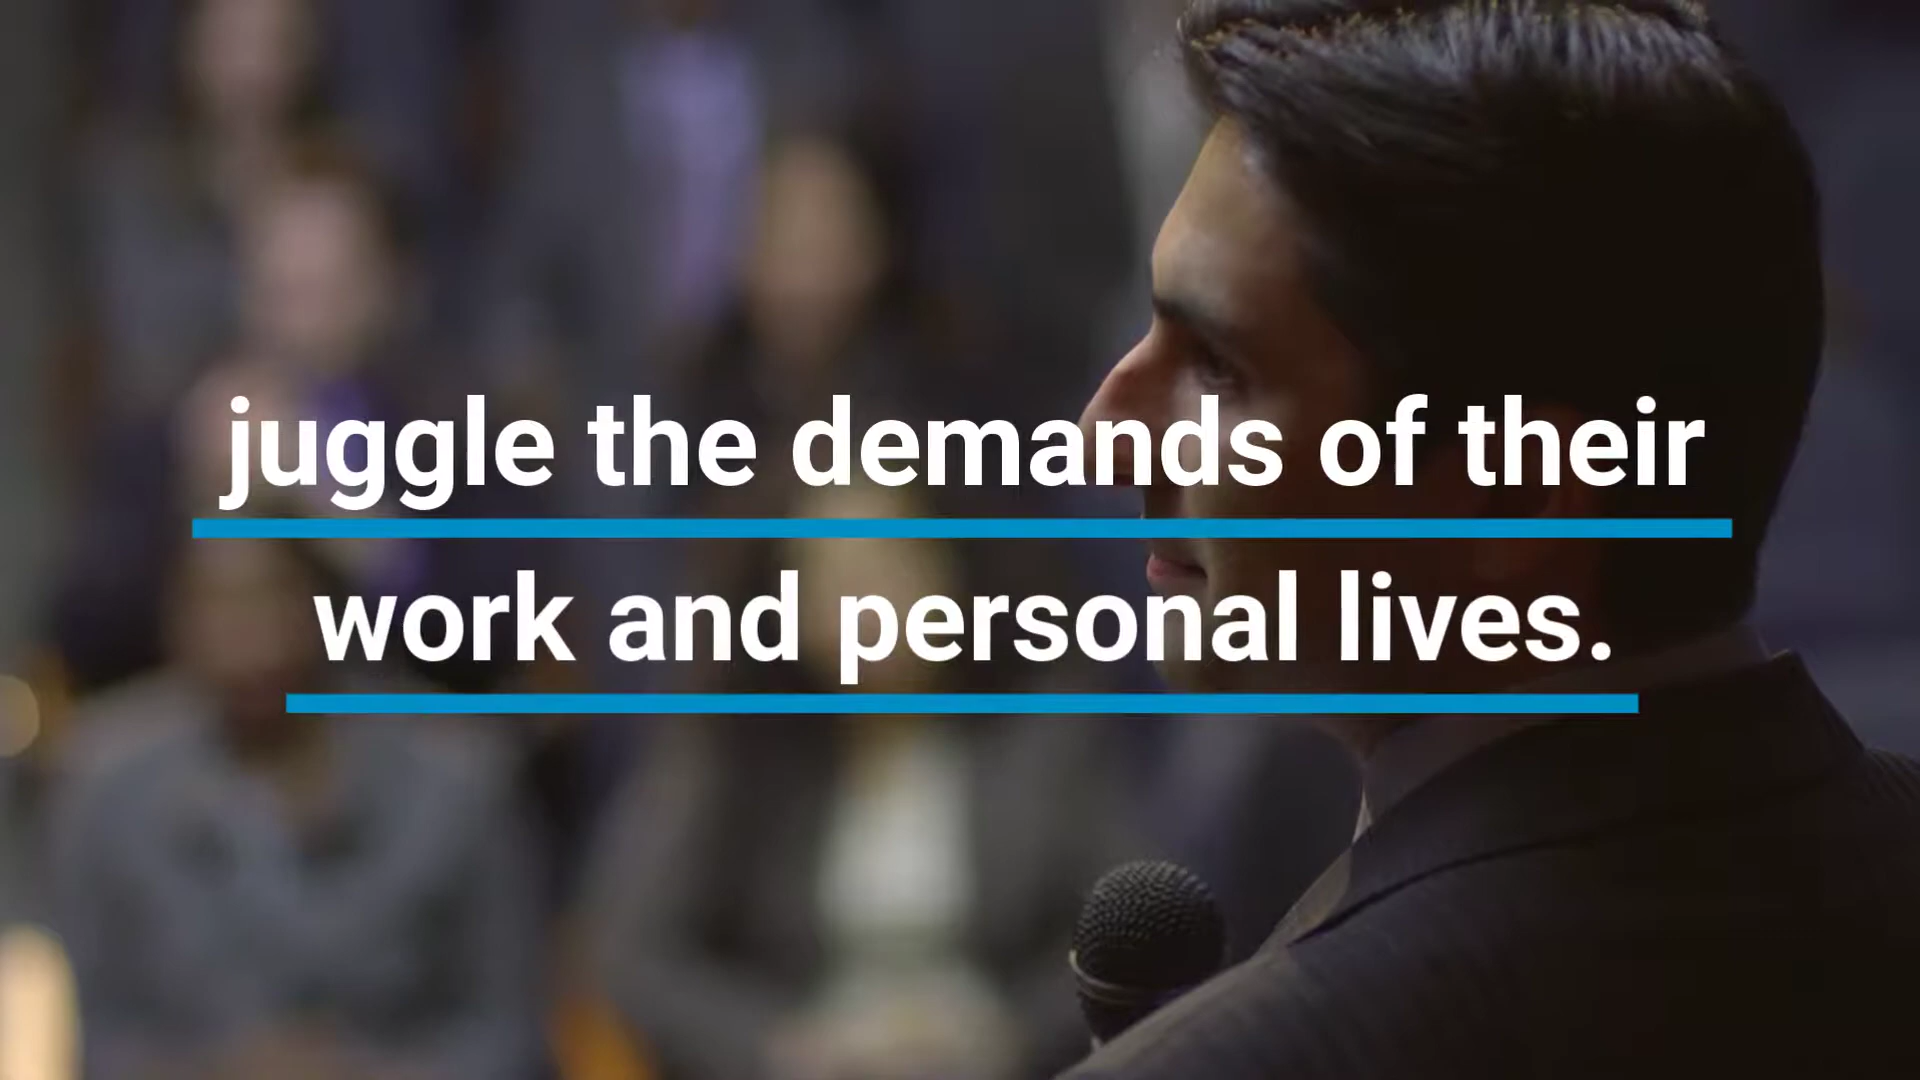 juggle the demands of their
work and personal lives.